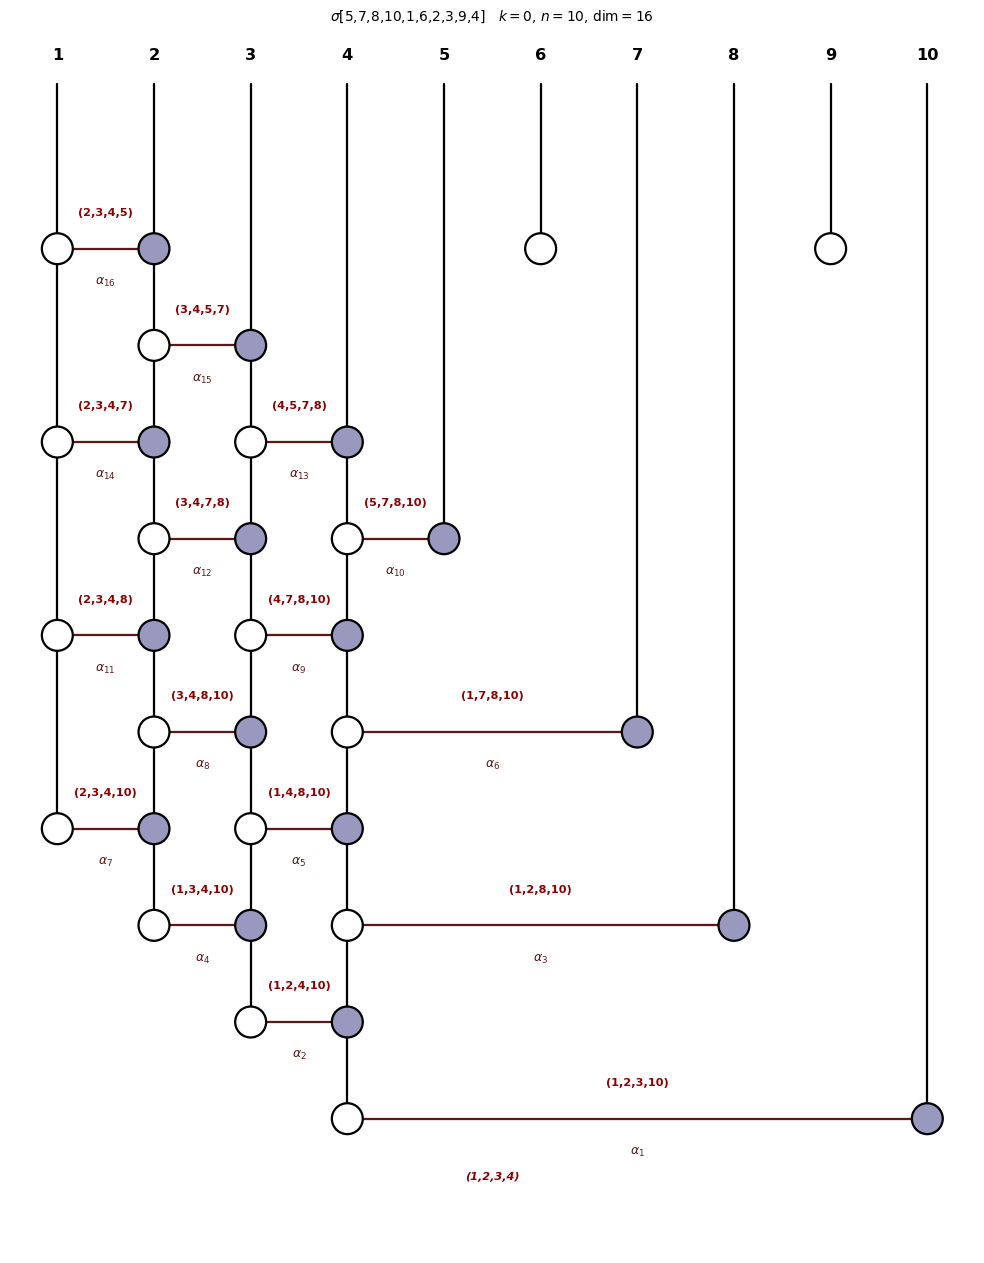 σ[5,7,8,10,1,6,2,3,9,4]   k=0, n=10, dim=16
1 2 3 4 5 6 7 8 9 10
(2,3,4,5)
α₁₆
(3,4,5,7)
α₁₅
(2,3,4,7) (4,5,7,8)
α₁₄ α₁₃
(3,4,7,8) (5,7,8,10)
α₁₂ α₁₀
(2,3,4,8) (4,7,8,10)
α₁₁ α₉
(3,4,8,10) (1,7,8,10)
α₈ α₆
(2,3,4,10) (1,4,8,10)
α₇ α₅
(1,3,4,10) (1,2,8,10)
α₄ α₃
(1,2,4,10)
α₂
(1,2,3,10)
α₁
(1,2,3,4)